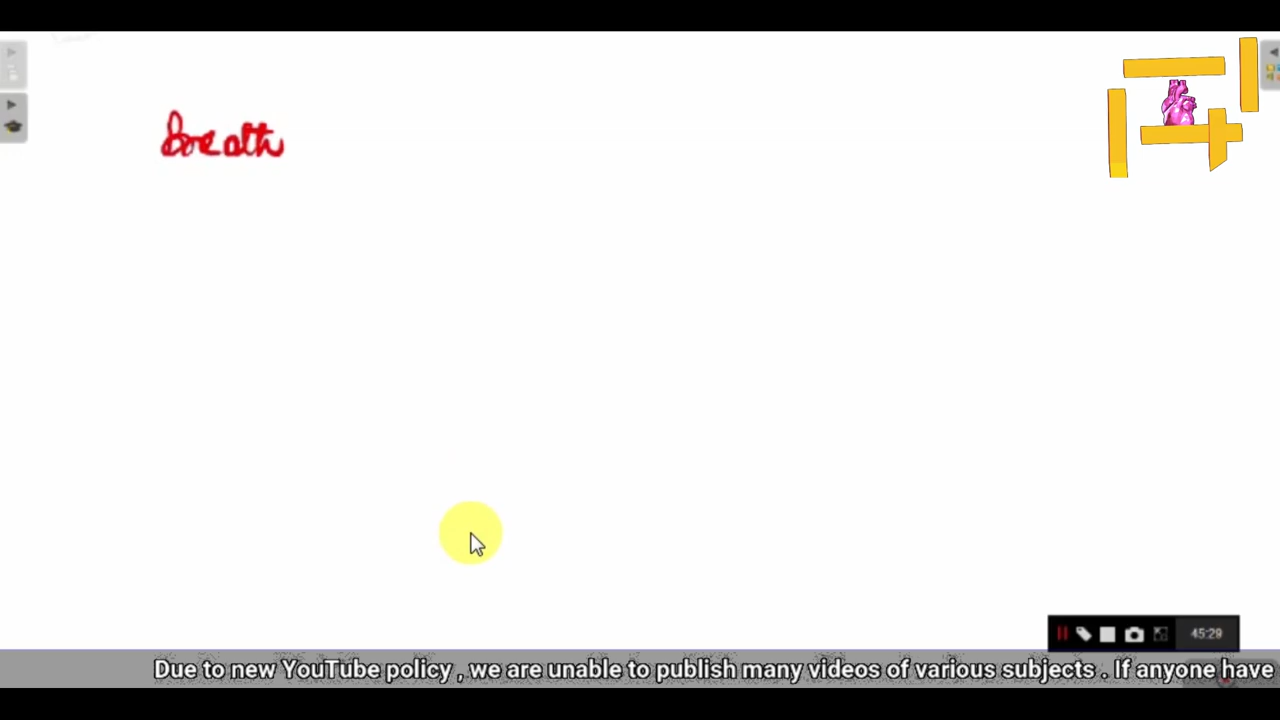 breath
45:29
Due to new YouTube policy , we are unable to publish many videos of various subjects . If anyone have